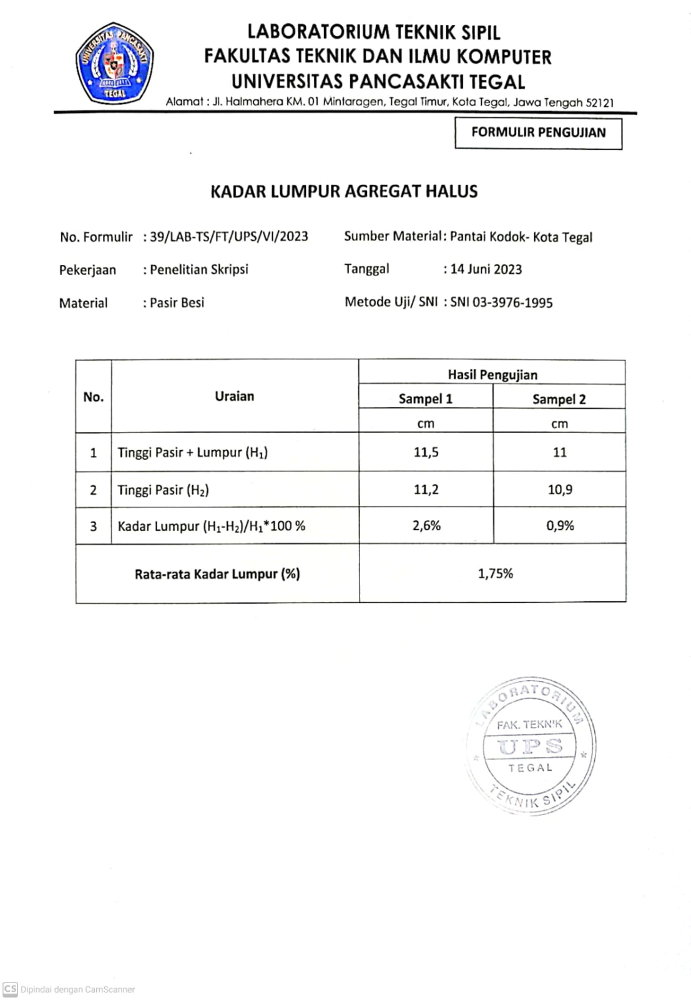 UNIVERSITAS PANCASAKTI
TEGAL
LABORATORIUM TEKNIK SIPIL
FAKULTAS TEKNIK DAN ILMU KOMPUTER
UNIVERSITAS PANCASAKTI TEGAL
Alamat : Jl. Halmahera KM. 01 Mintaragen, Tegal Timur, Kota Tegal, Jawa Tengah 52121
FORMULIR PENGUJIAN
KADAR LUMPUR AGREGAT HALUS
No. Formulir : 39/LAB-TS/FT/UPS/VI/2023 Sumber Material : Pantai Kodok- Kota Tegal
Pekerjaan : Penelitian Skripsi Tanggal : 14 Juni 2023
Material : Pasir Besi Metode Uji/ SNI : SNI 03-3976-1995
No. Uraian Hasil Pengujian
Sampel 1 Sampel 2
cm cm
1 Tinggi Pasir + Lumpur (H₁) 11,5 11
2 Tinggi Pasir (H₂) 11,2 10,9
3 Kadar Lumpur (H₁-H₂)/H₁*100 % 2,6% 0,9%
Rata-rata Kadar Lumpur (%) 1,75%
LABORATORIUM
FAK. TEKNIK
UPS
TEGAL
TEKNIK SIPIL
CS Dipindai dengan CamScanner